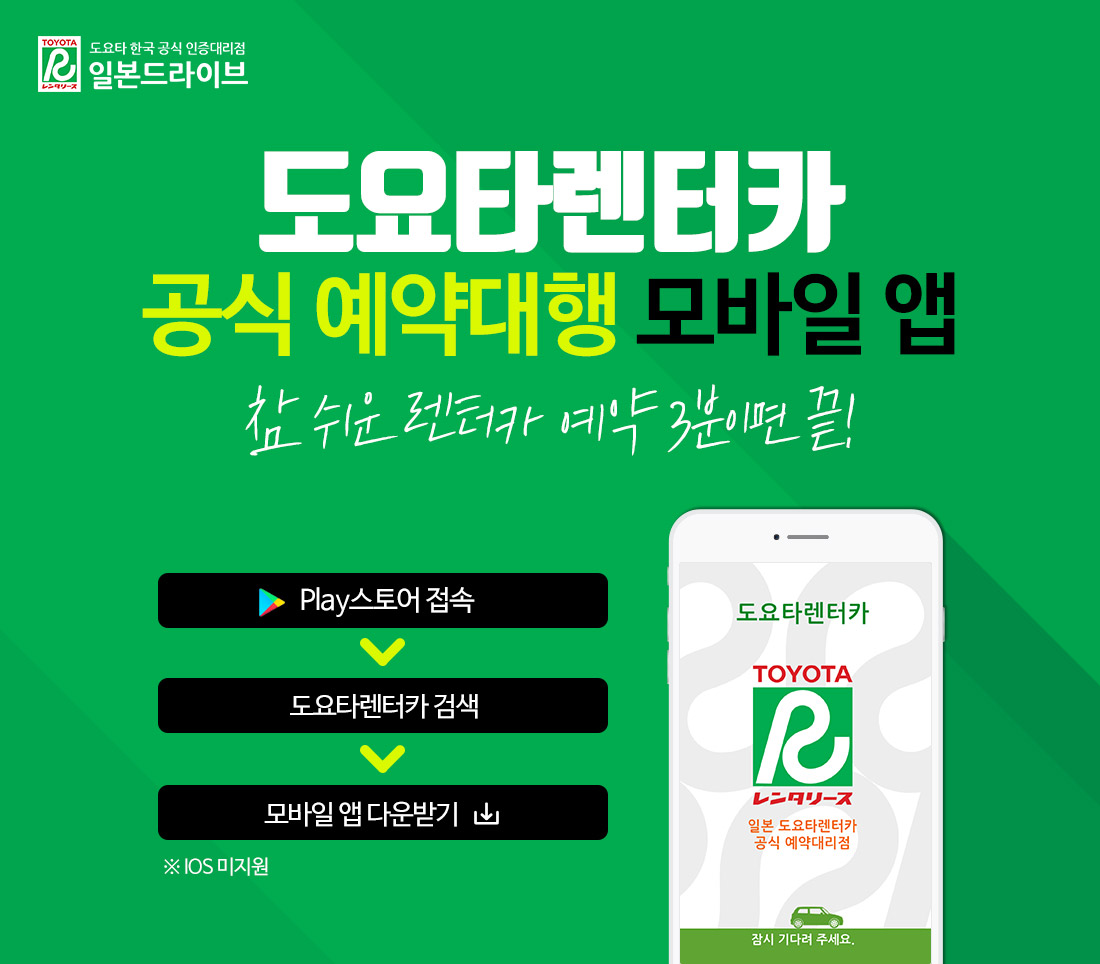 TOYOTA
レンタリース
도요타 한국 공식 인증대리점
일본드라이브
도요타렌터카
공식 예약대행 모바일 앱
참 쉬운 렌터카 예약 3분이면 끝!
Play스토어 접속
도요타렌터카 검색
모바일 앱 다운받기
※ IOS 미지원
도요타렌터카
TOYOTA
レンタリース
일본 도요타렌터카
공식 예약대리점
잠시 기다려 주세요.